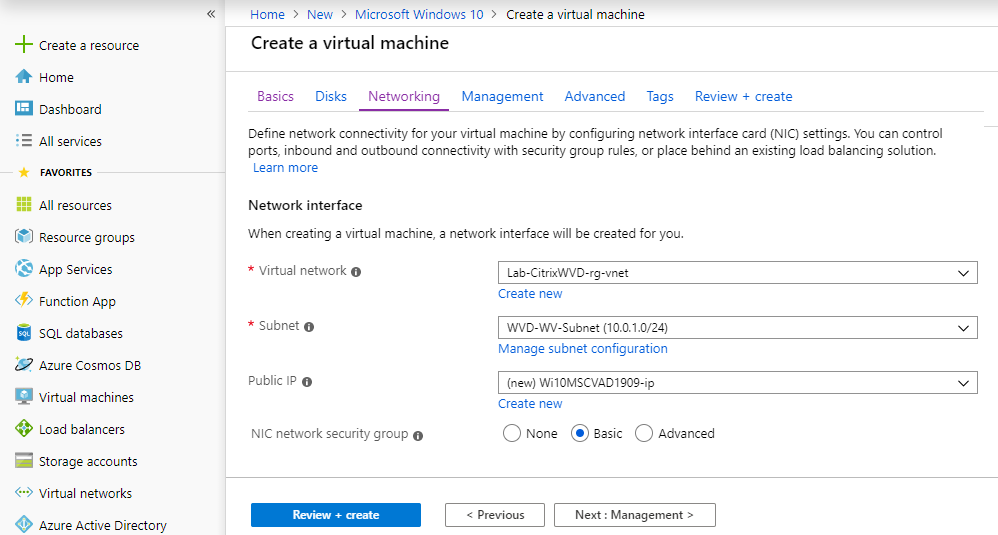 «
Create a resource
Home
Dashboard
All services
FAVORITES
All resources
Resource groups
App Services
Function App
SQL databases
Azure Cosmos DB
Virtual machines
Load balancers
Storage accounts
Virtual networks
Azure Active Directory
Home > New > Microsoft Windows 10 > Create a virtual machine
Create a virtual machine
Basics Disks Networking Management Advanced Tags Review + create
Define network connectivity for your virtual machine by configuring network interface card (NIC) settings. You can control
ports, inbound and outbound connectivity with security group rules, or place behind an existing load balancing solution.
Learn more
Network interface
When creating a virtual machine, a network interface will be created for you.
* Virtual network
Lab-CitrixWVD-rg-vnet
Create new
* Subnet
WVD-WV-Subnet (10.0.1.0/24)
Manage subnet configuration
Public IP
(new) Wi10MSCVAD1909-ip
Create new
NIC network security group
None Basic Advanced
Review + create < Previous Next : Management >